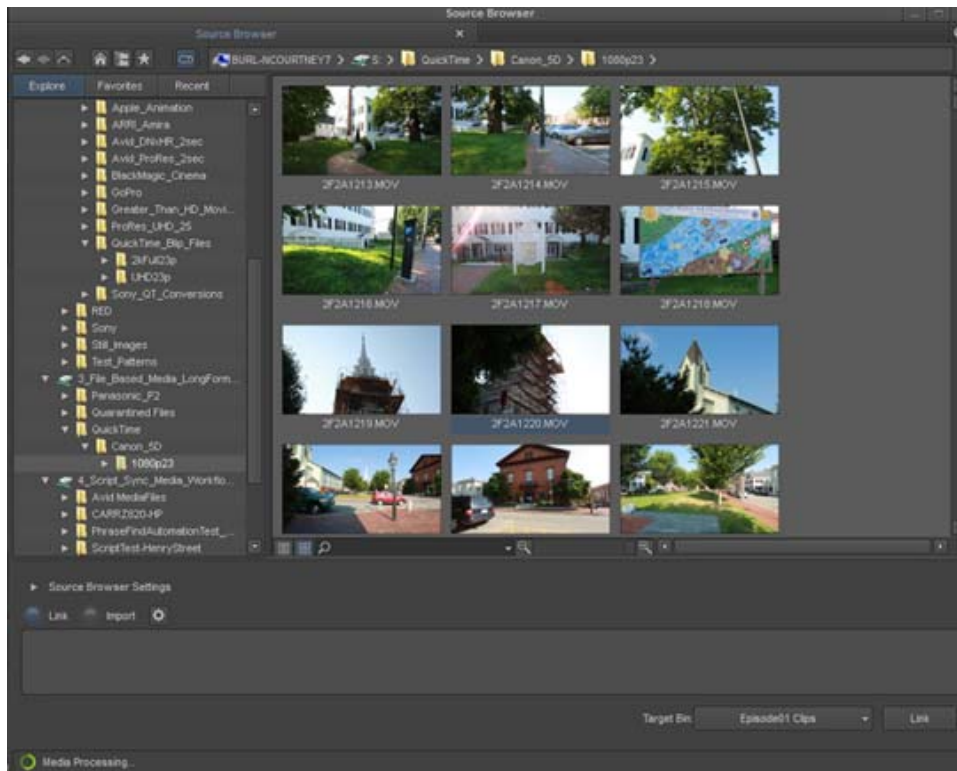 Source Browser
Source Browser
BURL-NCOURTNEY7 > S: > QuickTime > Canon_5D > 1080p23 >
Explore Favorites Recent
Apple_Animation
ARRI_Amira
Avid_DNxHR_2sec
Avid_ProRes_2sec
BlackMagic_Cinema
GoPro
Greater_Than_HD_Movi...
ProRes_UHD_25
QuickTime_Blip_Files
2kFull23p
UHD23p
Sony_QT_Conversions
RED
Sony
Still_Images
Test_Patterns
3_File_Based_Media_LongForm...
Panasonic_P2
Quarantined Files
QuickTime
Canon_5D
1080p23
4_Script_Sync_Media_Workflo...
Avid MediaFiles
CARRZ820-HP
PhraseFindAutomationTest_...
ScriptTest-HenryStreet
2F2A1213.MOV 2F2A1214.MOV 2F2A1215.MOV
2F2A1216.MOV 2F2A1217.MOV 2F2A1218.MOV
2F2A1219.MOV 2F2A1220.MOV 2F2A1221.MOV
Source Browser Settings
Link Import
Target Bin: Episode01 Clips Link
Media Processing...